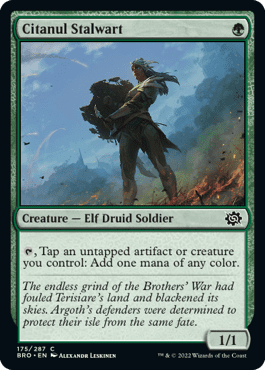 Citanul Stalwart
Creature — Elf Druid Soldier
, Tap an untapped artifact or creature
you control: Add one mana of any color.
The endless grind of the Brothers' War had
fouled Terisiare's land and blackened its
skies. Argoth's defenders were determined to
protect their isle from the same fate.
1/1
175/287 C
BRO • EN Alexandr Leskinen
™ & © 2022 Wizards of the Coast